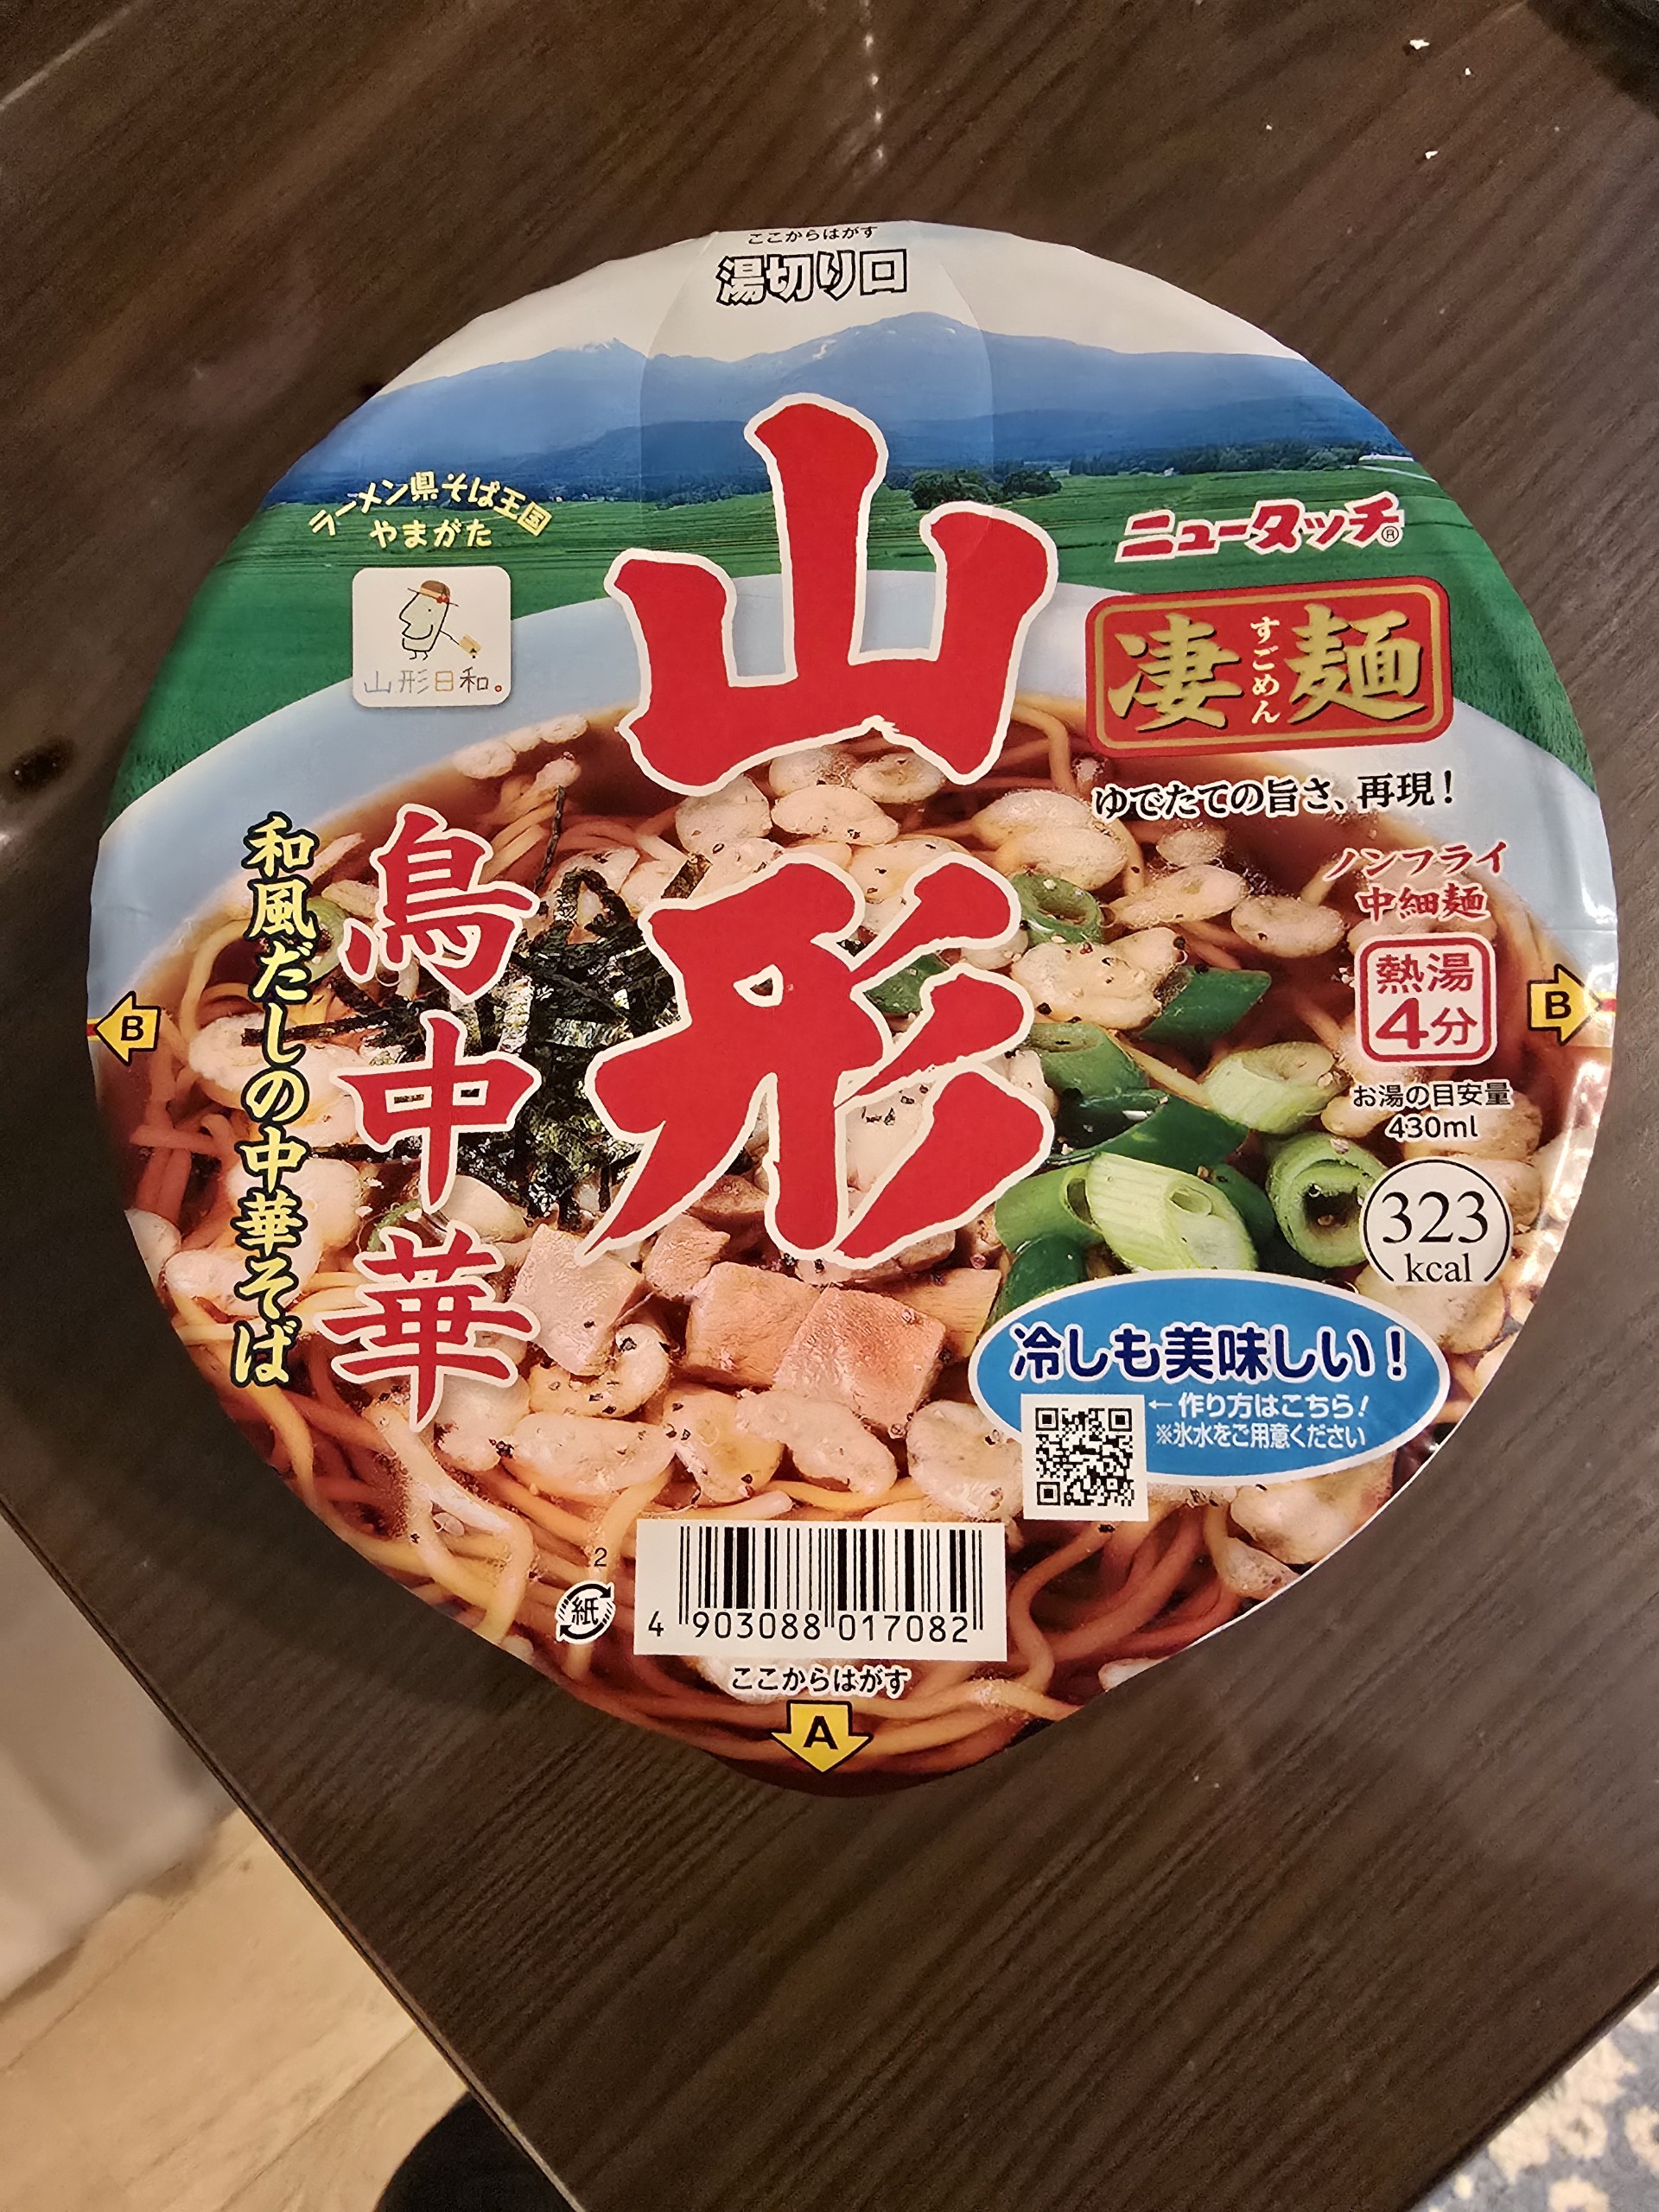 ここからはがす
湯切り口
ラーメン県そば王国
やまがた
山形日和。
山形
鳥中華
和風だしの中華そば
ニュータッチ®
凄麺
すごめん
ゆでたての旨さ、再現!
ノンフライ
中細麺
熱湯
4分
お湯の目安量
430ml
323
kcal
B
B
冷しも美味しい!
←作り方はこちら!
※氷水をご用意ください
2
紙
4 903088 017082
ここからはがす
A